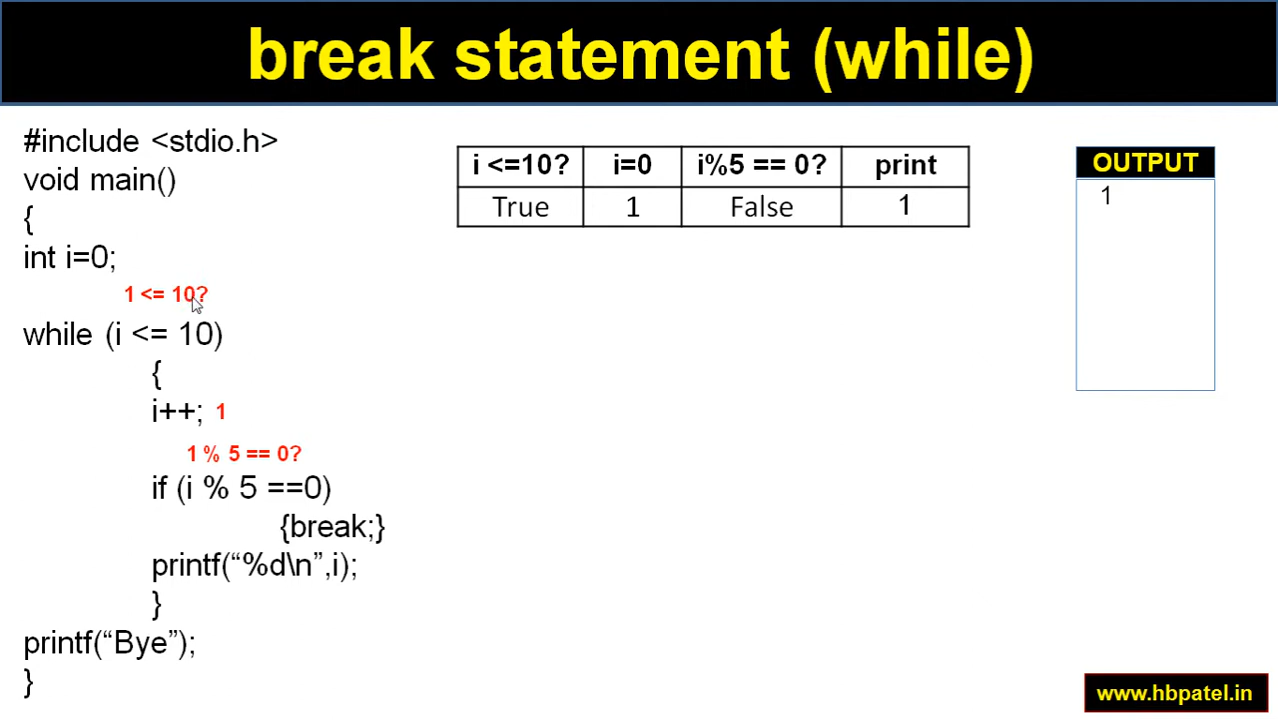 break statement (while)
#include <stdio.h>
void main()
{
int i=0;
1 <= 10?
while (i <= 10)
{
i++; 1
1 % 5 == 0?
if (i % 5 ==0)
{break;}
printf(“%d\n”,i);
}
printf(“Bye”);
}
i <=10? i=0 i%5 == 0? print
True 1 False 1
OUTPUT
1
www.hbpatel.in